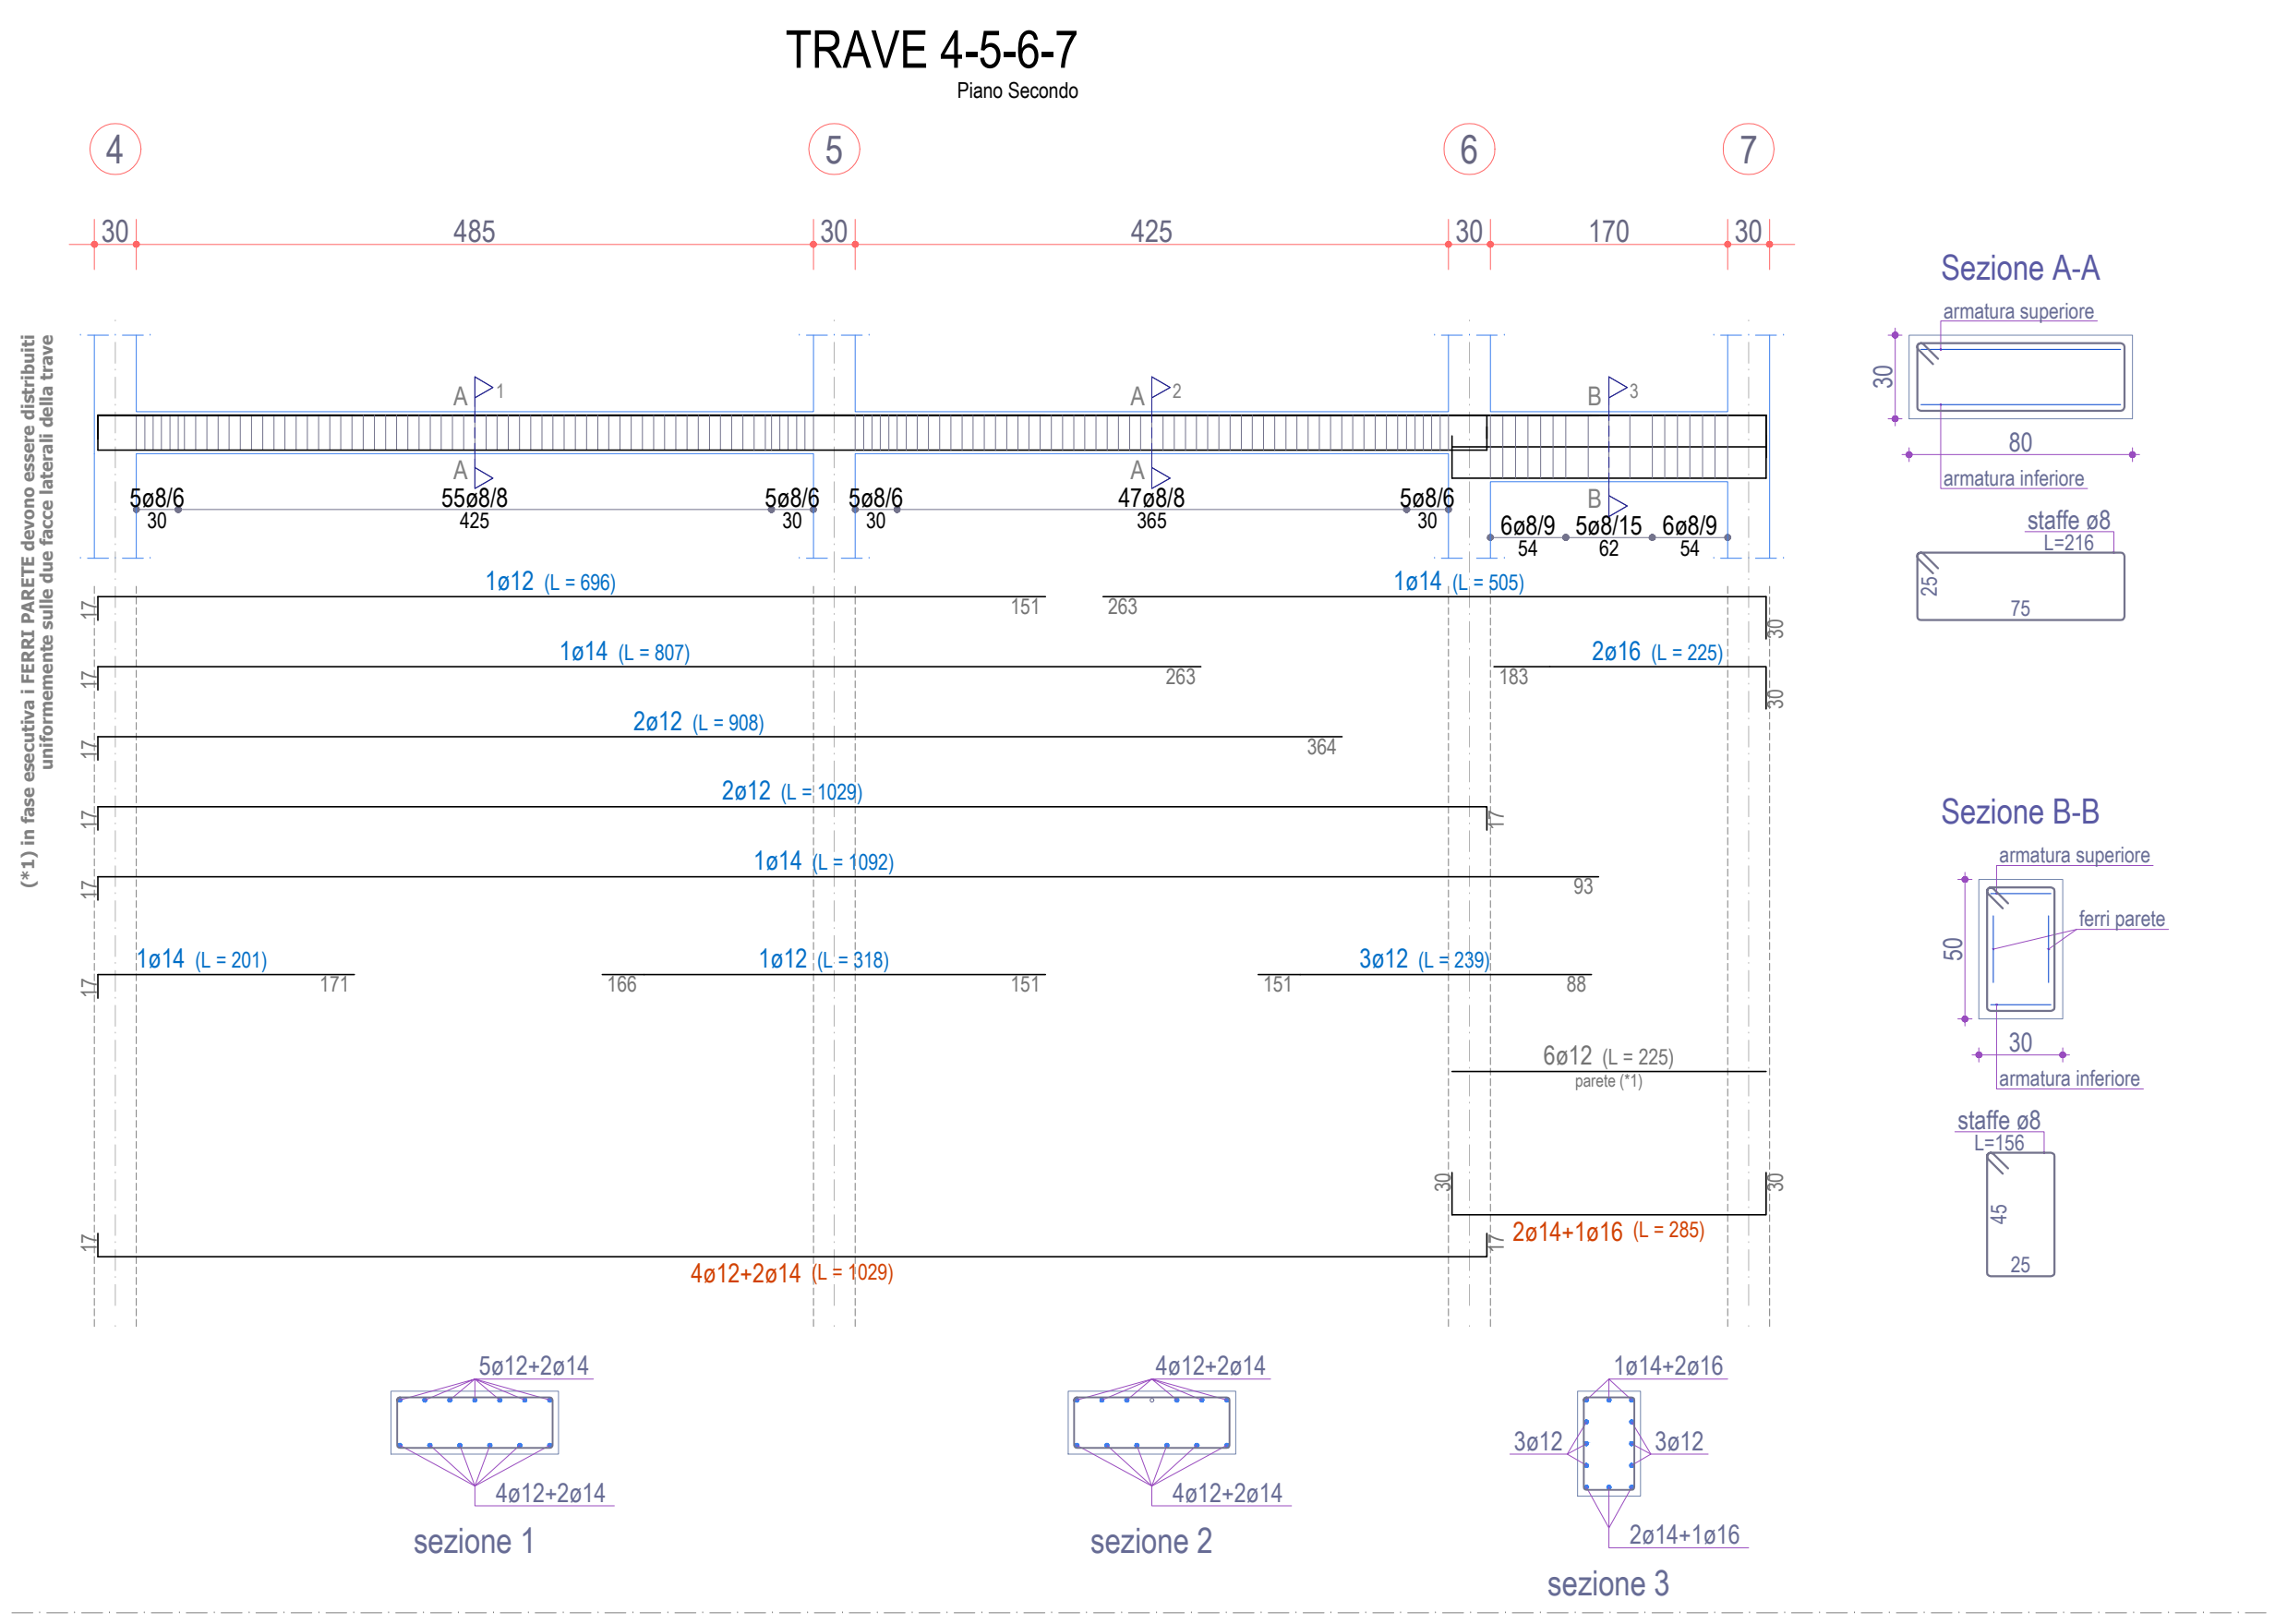 TRAVE 4-5-6-7
Piano Secondo
4 5 6 7
30 485 30 425 30 170 30
(*1) in fase esecutiva i FERRI PARETE devono essere distribuiti
uniformemente sulle due facce laterali della trave
A 1 A 2 B 3
A A B
5ø8/6 55ø8/8 5ø8/6 5ø8/6 47ø8/8 5ø8/6
30 425 30 30 365 30
6ø8/9 5ø8/15 6ø8/9
54 62 54
1ø12 (L = 696) 1ø14 (L = 505)
17 151 263 30
1ø14 (L = 807) 2ø16 (L = 225)
17 263 183 30
2ø12 (L = 908)
17 364
2ø12 (L = 1029)
17 17
1ø14 (L = 1092)
17 93
1ø14 (L = 201) 1ø12 (L = 318) 3ø12 (L = 239)
17 171 166 151 151 88
6ø12 (L = 225)
parete (*1)
30 30
2ø14+1ø16 (L = 285)
17 17
4ø12+2ø14 (L = 1029)
5ø12+2ø14
4ø12+2ø14
sezione 1
4ø12+2ø14
4ø12+2ø14
sezione 2
1ø14+2ø16
3ø12 3ø12
2ø14+1ø16
sezione 3
Sezione A-A
armatura superiore
30
80
armatura inferiore
staffe ø8
L=216
25
75
Sezione B-B
armatura superiore
ferri parete
50
30
armatura inferiore
staffe ø8
L=156
45
25